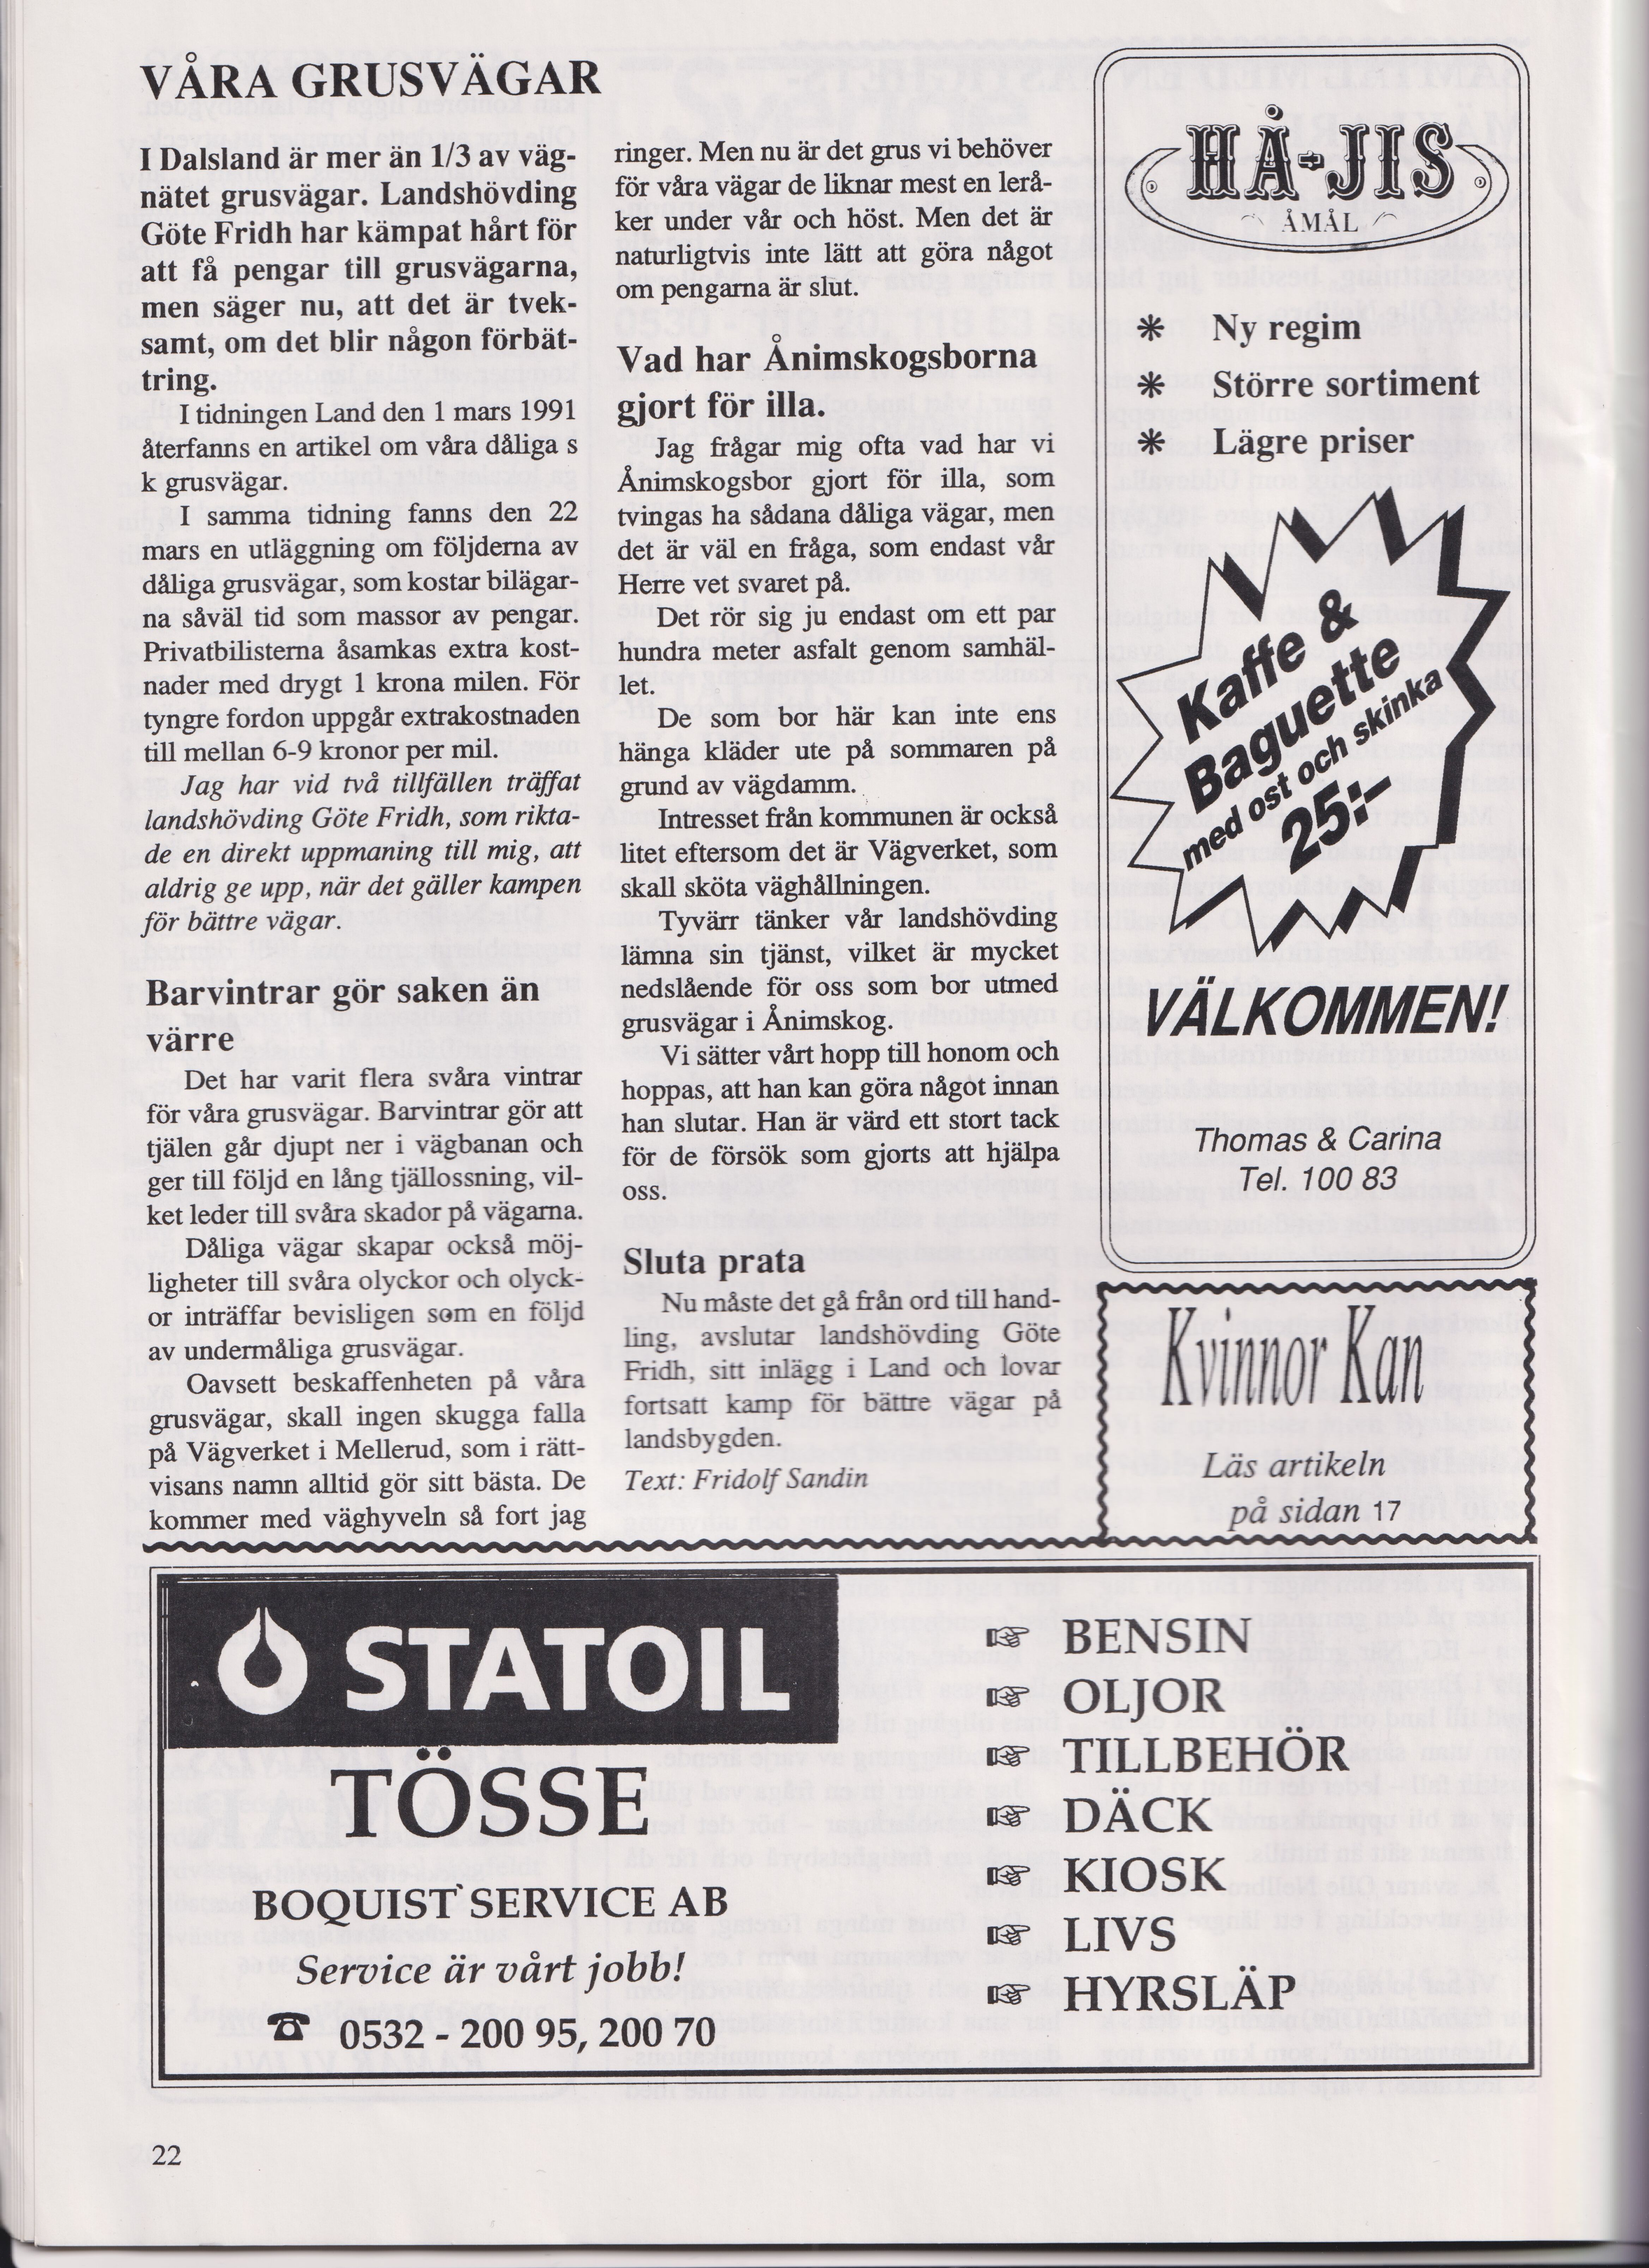 VÅRA GRUSVÄGAR
I Dalsland är mer än 1/3 av väg-
nätet grusvägar. Landshövding
Göte Fridh har kämpat hårt för
att få pengar till grusvägarna,
men säger nu, att det är tvek-
samt, om det blir någon förbätt-
tring.
I tidningen Land den 1 mars 1991
återfanns en artikel om våra dåliga s
k grusvägar.
I samma tidning fanns den 22
mars en utläggning om följderna av
dåliga grusvägar, som kostar bilägar-
na såväl tid som massor av pengar.
Privatbilisterna åsamkas extra kost-
nader med drygt 1 krona milen. För
tyngre fordon uppgår extrakostnaden
till mellan 6-9 kronor per mil.
Jag har vid två tillfällen träffat
landshövding Göte Fridh, som rikta-
de en direkt uppmaning till mig, att
aldrig ge upp, när det gäller kampen
för bättre vägar.
Barvintrar gör saken än
värre
Det har varit flera svåra vintrar
för våra grusvägar. Barvintrar gör att
tjälen går djupt ner i vägbanan och
ger till följd en lång tjällossning, vil-
ket leder till svåra skador på vägarna.
Dåliga vägar skapar också möj-
ligheter till svåra olyckor och olyck-
or inträffar bevisligen som en följd
av undermåliga grusvägar.
Oavsett beskaffenheten på våra
grusvägar, skall ingen skugga falla
på Vägverket i Mellerud, som i rätt-
visans namn alltid gör sitt bästa. De
kommer med väghyveln så fort jag
ringer. Men nu är det grus vi behöver
för våra vägar de liknar mest en lerå-
ker under vår och höst. Men det är
naturligtvis inte lätt att göra något
om pengarna är slut.
Vad har Ånimskogsborna
gjort för illa.
Jag frågar mig ofta vad har vi
Ånimskogsbor gjort för illa, som
tvingas ha sådana dåliga vägar, men
det är väl en fråga, som endast vår
Herre vet svaret på.
Det rör sig ju endast om ett par
hundra meter asfalt genom samhäl-
let.
De som bor här kan inte ens
hänga kläder ute på sommaren på
grund av vägdamm.
Intresset från kommunen är också
litet eftersom det är Vägverket, som
skall sköta väghållningen.
Tyvärr tänker vår landshövding
lämna sin tjänst, vilket är mycket
nedslående för oss som bor utmed
grusvägar i Ånimskog.
Vi sätter vårt hopp till honom och
hoppas, att han kan göra något innan
han slutar. Han är värd ett stort tack
för de försök som gjorts att hjälpa
oss.
Sluta prata
Nu måste det gå från ord till hand-
ling, avslutar landshövding Göte
Fridh, sitt inlägg i Land och lovar
fortsatt kamp för bättre vägar på
landsbygden.
Text: Fridolf Sandin
HÅ-JIS
ÅMÅL
* Ny regim
* Större sortiment
* Lägre priser
Kaffe &
Baguette
med ost och skinka
25:-
VÄLKOMMEN!
Thomas & Carina
Tel. 100 83
Kvinnor Kan
Läs artikeln
på sidan 17
STATOIL
TÖSSE
BOQUIST SERVICE AB
Service är vårt jobb!
☎ 0532 - 200 95, 200 70
☞ BENSIN
☞ OLJOR
☞ TILLBEHÖR
☞ DÄCK
☞ KIOSK
☞ LIVS
☞ HYRSLÄP
22